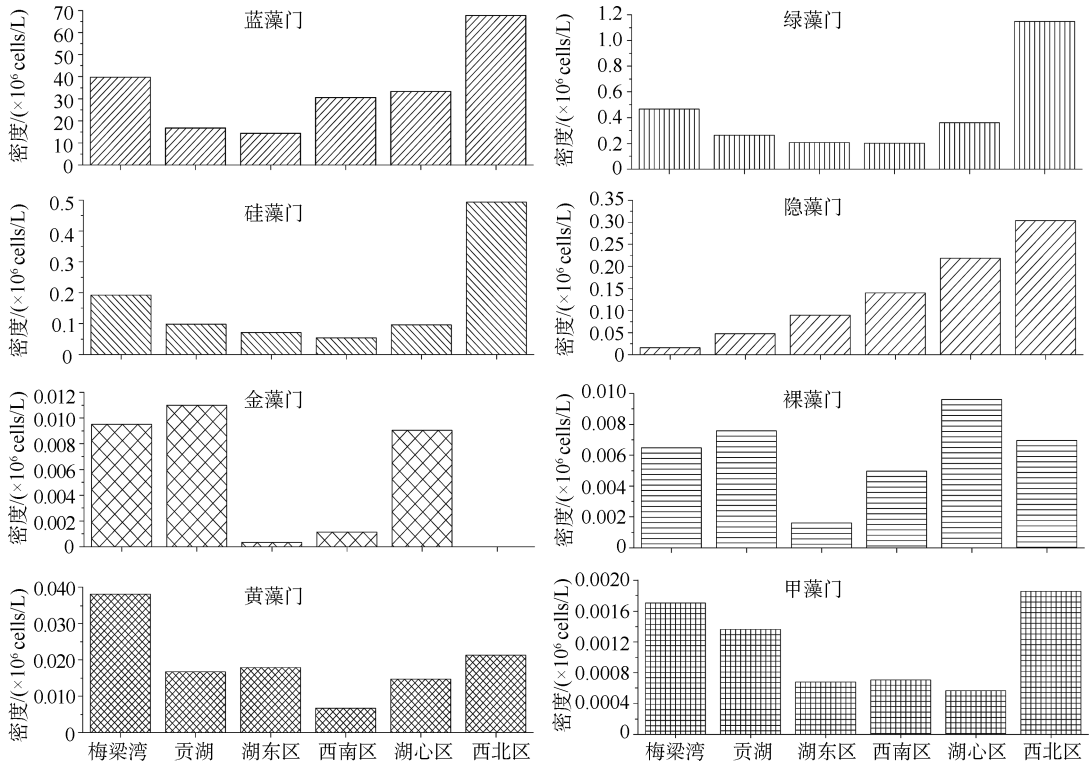 蓝藻门
密度/(×10⁶ cells/L)
70
60
50
40
30
20
10
0
绿藻门
密度/(×10⁶ cells/L)
1.2
1.0
0.8
0.6
0.4
0.2
0
硅藻门
密度/(×10⁶ cells/L)
0.5
0.4
0.3
0.2
0.1
0
隐藻门
密度/(×10⁶ cells/L)
0.35
0.30
0.25
0.20
0.15
0.10
0.05
0
金藻门
密度/(×10⁶ cells/L)
0.012
0.010
0.008
0.006
0.004
0.002
0
裸藻门
密度/(×10⁶ cells/L)
0.010
0.008
0.006
0.004
0.002
0
黄藻门
密度/(×10⁶ cells/L)
0.040
0.030
0.020
0.010
0
梅梁湾 贡湖 湖东区 西南区 湖心区 西北区
甲藻门
密度/(×10⁶ cells/L)
0.0020
0.0016
0.0012
0.0008
0.0004
0
梅梁湾 贡湖 湖东区 西南区 湖心区 西北区